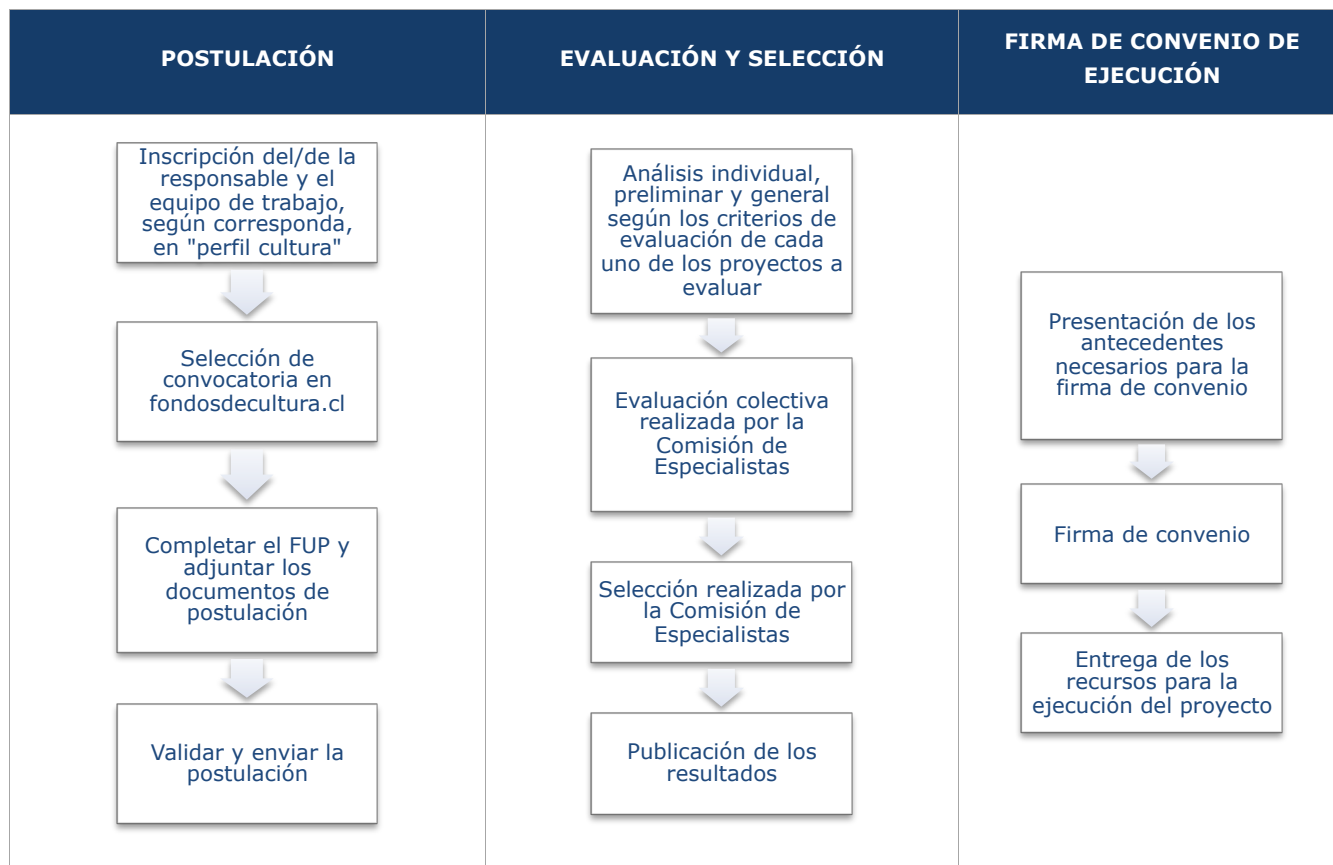 POSTULACIÓN
Inscripción del/de la
responsable y el
equipo de trabajo,
según corresponda,
en "perfil cultura"
Selección de
convocatoria en
fondosdecultura.cl
Completar el FUP y
adjuntar los
documentos de
postulación
Validar y enviar la
postulación
EVALUACIÓN Y SELECCIÓN
Análisis individual,
preliminar y general
según los criterios de
evaluación de cada
uno de los proyectos a
evaluar
Evaluación colectiva
realizada por la
Comisión de
Especialistas
Selección realizada por
la Comisión de
Especialistas
Publicación de los
resultados
FIRMA DE CONVENIO DE
EJECUCIÓN
Presentación de los
antecedentes
necesarios para la
firma de convenio
Firma de convenio
Entrega de los
recursos para la
ejecución del proyecto